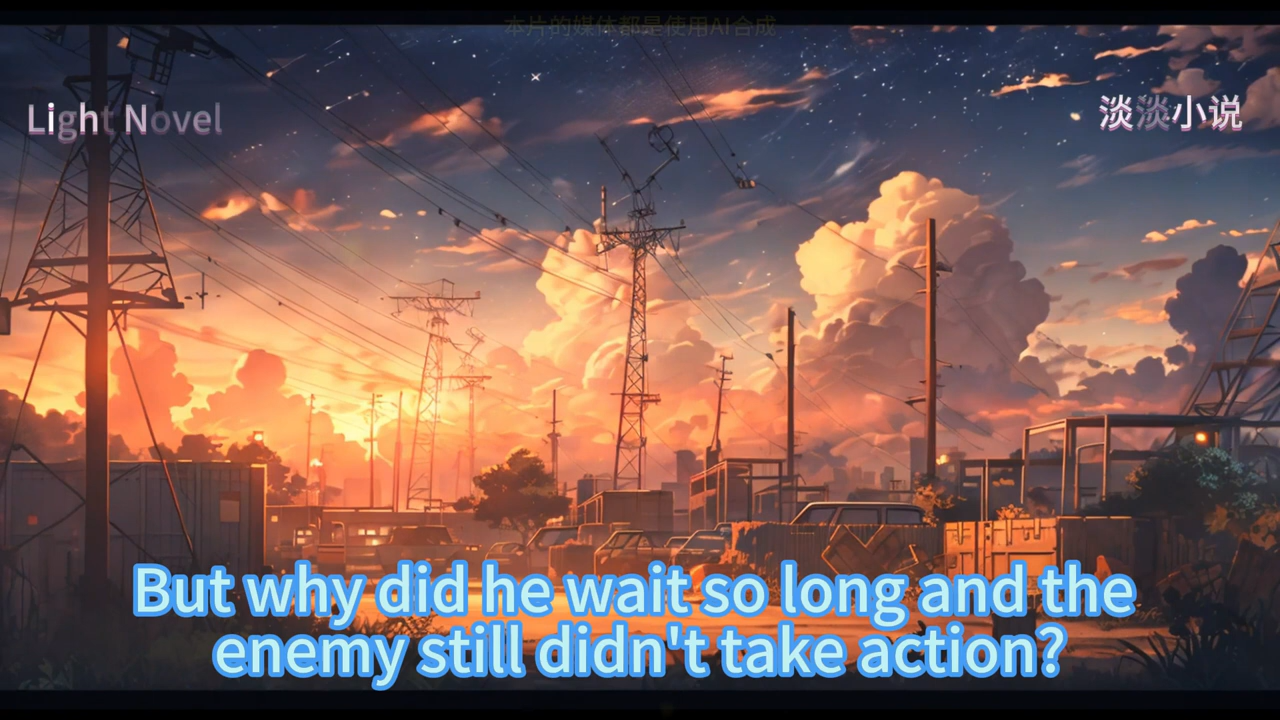 本片的媒体都是使用AI合成
Light Novel
淡淡小说
But why did he wait so long and the
enemy still didn't take action?